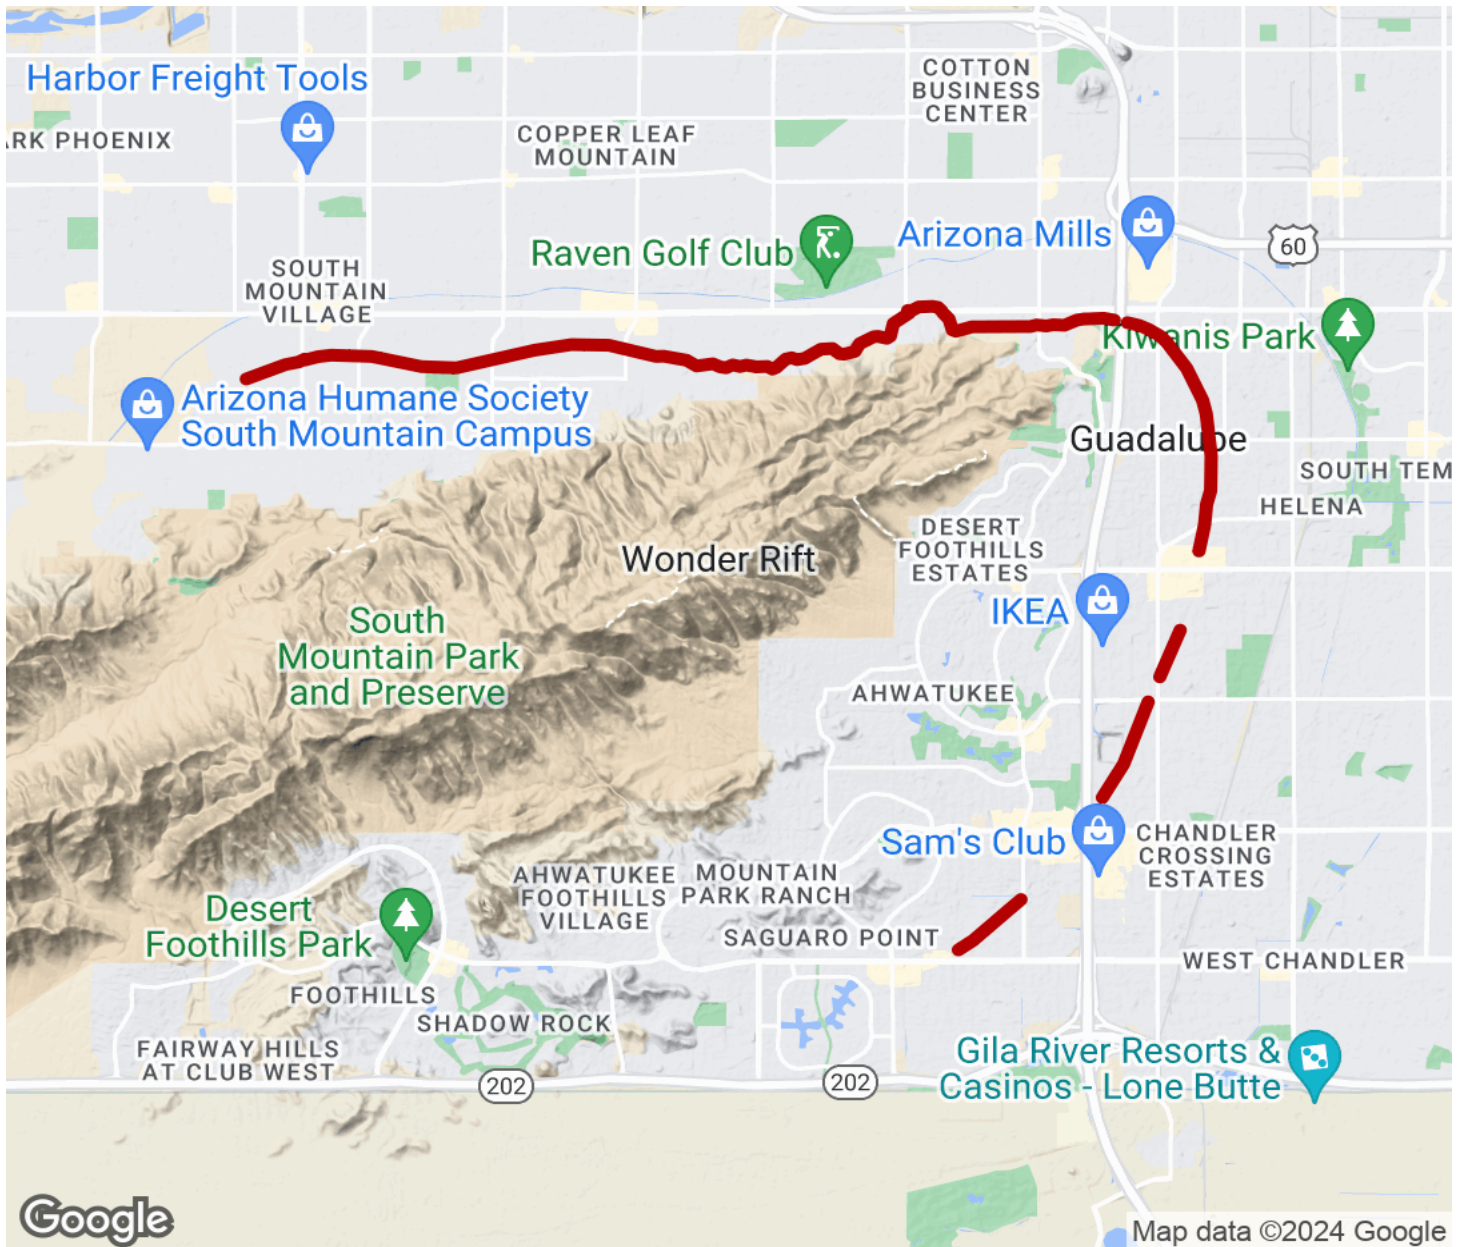 Harbor Freight Tools
COTTON
BUSINESS
CENTER
ARK PHOENIX
COPPER LEAF
MOUNTAIN
Arizona Mills
Raven Golf Club
60
SOUTH
MOUNTAIN
VILLAGE
Kiwanis Park
Arizona Humane Society
South Mountain Campus
Guadalupe
SOUTH TEM
HELENA
DESERT
FOOTHILLS
ESTATES
Wonder Rift
IKEA
South
Mountain Park
and Preserve
AHWATUKEE
Sam's Club
CHANDLER
CROSSING
ESTATES
AHWATUKEE
FOOTHILLS
VILLAGE
MOUNTAIN
PARK RANCH
Desert
Foothills Park
SAGUARO POINT
WEST CHANDLER
FOOTHILLS
SHADOW ROCK
FAIRWAY HILLS
AT CLUB WEST
Gila River Resorts &
Casinos - Lone Butte
202
202
Google
Map data ©2024 Google